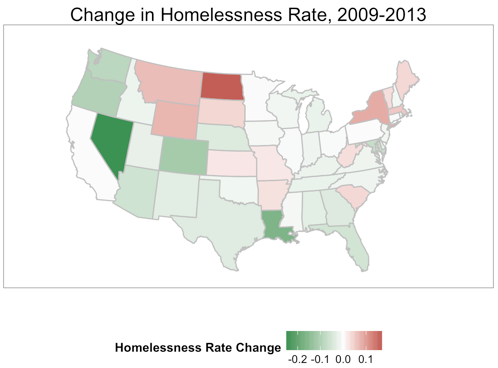 Change in Homelessness Rate, 2009-2013
Homelessness Rate Change
-0.2 -0.1 0.0 0.1